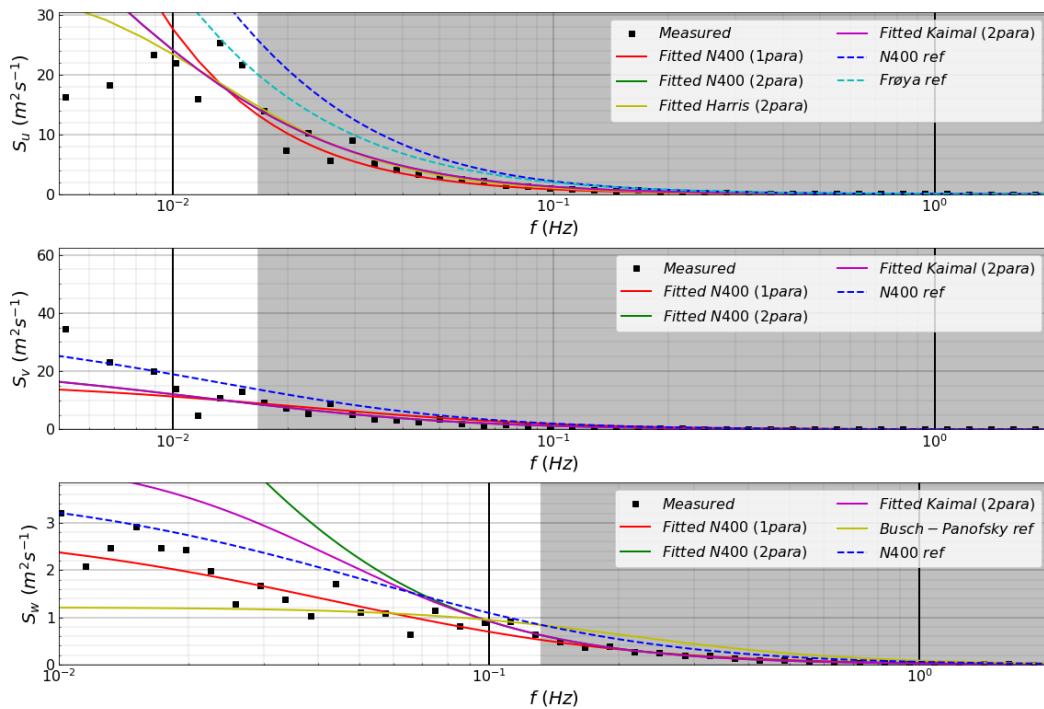 30
20
10
0
S_u (m²s⁻¹)
Measured
Fitted N400 (1para)
Fitted N400 (2para)
Fitted Harris (2para)
Fitted Kaimal (2para)
N400 ref
Frøya ref
10⁻² 10⁻¹ 10⁰
f (Hz)
60
40
20
0
S_v (m²s⁻¹)
Measured
Fitted N400 (1para)
Fitted N400 (2para)
Fitted Kaimal (2para)
N400 ref
10⁻² 10⁻¹ 10⁰
f (Hz)
3
2
1
0
S_w (m²s⁻¹)
Measured
Fitted N400 (1para)
Fitted N400 (2para)
Fitted Kaimal (2para)
Busch−Panofsky ref
N400 ref
10⁻² 10⁻¹ 10⁰
f (Hz)